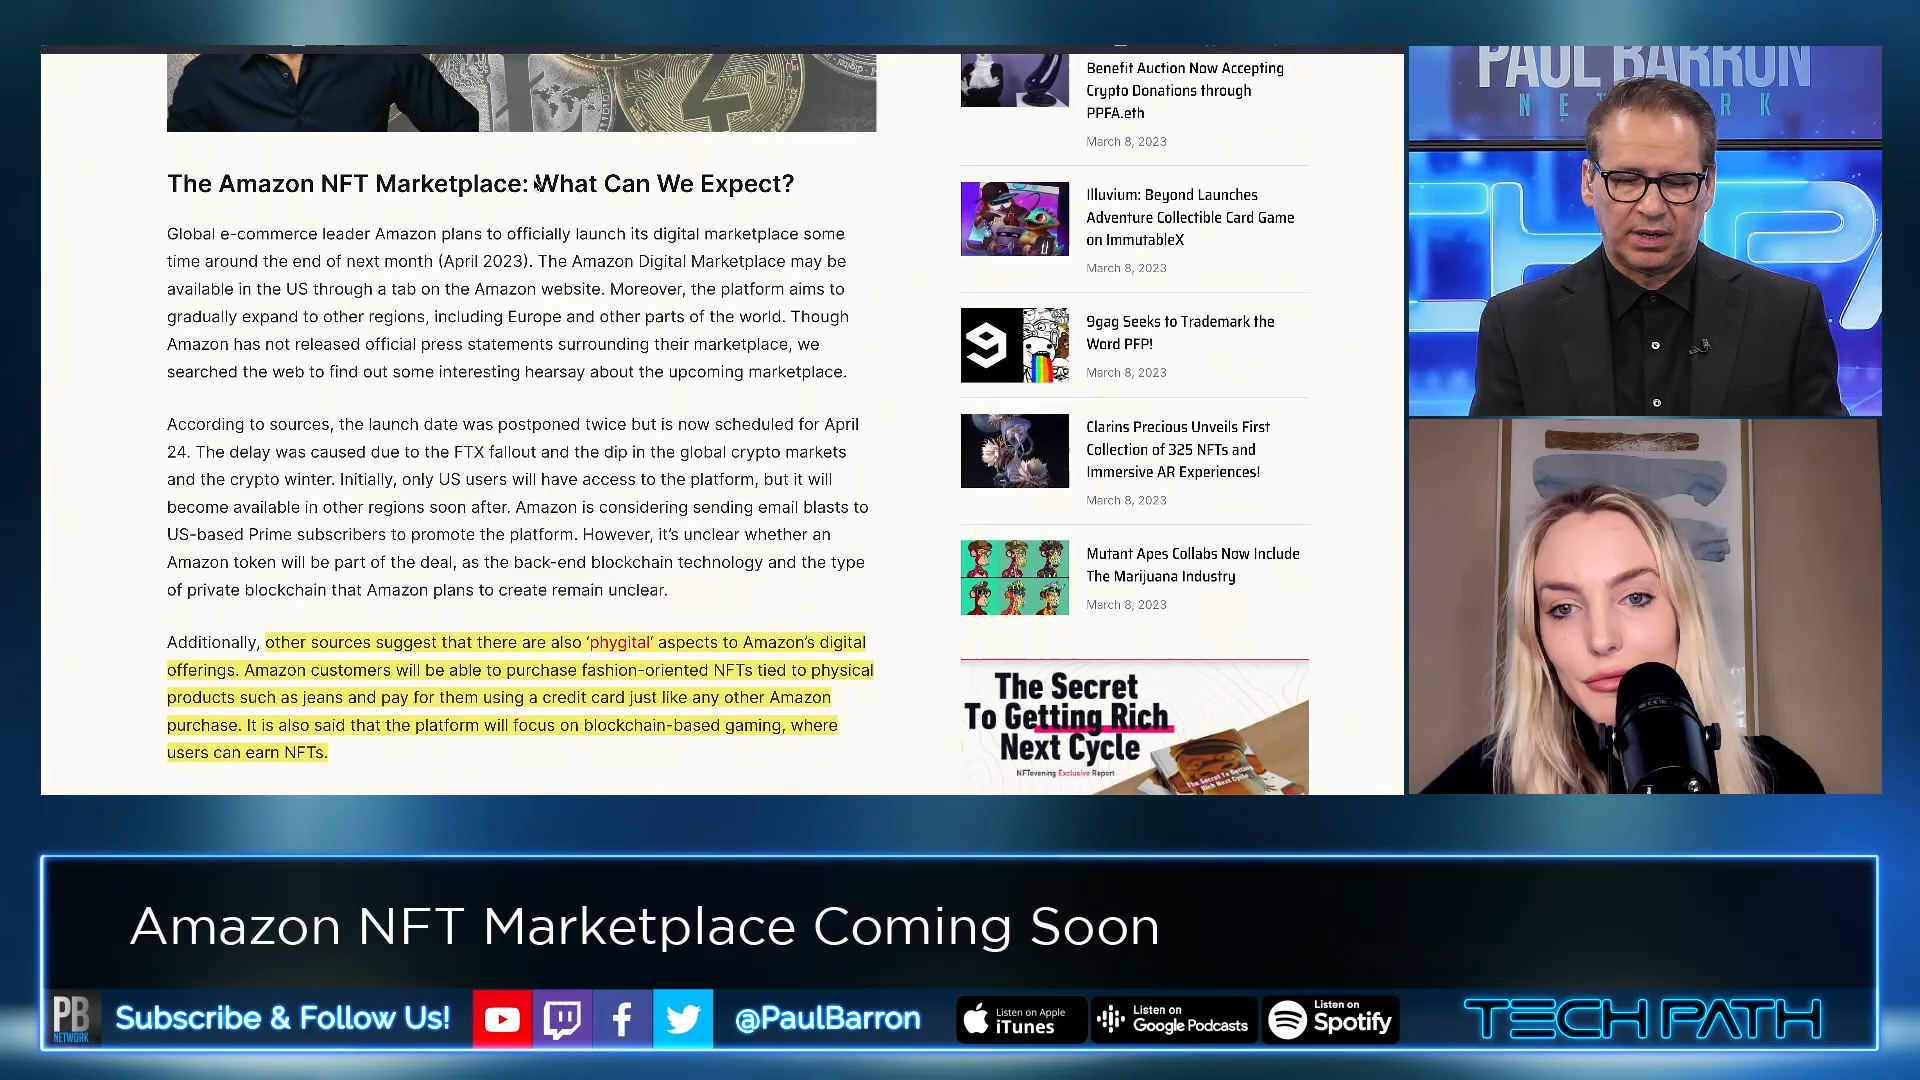 The Amazon NFT Marketplace: What Can We Expect?
Global e-commerce leader Amazon plans to officially launch its digital marketplace some
time around the end of next month (April 2023). The Amazon Digital Marketplace may be
available in the US through a tab on the Amazon website. Moreover, the platform aims to
gradually expand to other regions, including Europe and other parts of the world. Though
Amazon has not released official press statements surrounding their marketplace, we
searched the web to find out some interesting hearsay about the upcoming marketplace.
According to sources, the launch date was postponed twice but is now scheduled for April
24. The delay was caused due to the FTX fallout and the dip in the global crypto markets
and the crypto winter. Initially, only US users will have access to the platform, but it will
become available in other regions soon after. Amazon is considering sending email blasts to
US-based Prime subscribers to promote the platform. However, it's unclear whether an
Amazon token will be part of the deal, as the back-end blockchain technology and the type
of private blockchain that Amazon plans to create remain unclear.
Additionally, other sources suggest that there are also 'phygital' aspects to Amazon's digital
offerings. Amazon customers will be able to purchase fashion-oriented NFTs tied to physical
products such as jeans and pay for them using a credit card just like any other Amazon
purchase. It is also said that the platform will focus on blockchain-based gaming, where
users can earn NFTs.
Benefit Auction Now Accepting
Crypto Donations through
PPFA.eth
March 8, 2023
Illuvium: Beyond Launches
Adventure Collectible Card Game
on ImmutableX
March 8, 2023
9
9gag Seeks to Trademark the
Word PFP!
March 8, 2023
Clarins Precious Unveils First
Collection of 325 NFTs and
Immersive AR Experiences!
March 8, 2023
Mutant Apes Collabs Now Include
The Marijuana Industry
March 8, 2023
The Secret
To Getting Rich
Next Cycle
NFTevening Exclusive Report
The Secret To Getting
Rich Next Cycle
PAUL BARRON
Amazon NFT Marketplace Coming Soon
PB
NETWORK
Subscribe & Follow Us!
@PaulBarron
Listen on Apple
iTunes
Listen on
Google Podcasts
Listen on
Spotify
TECH PATH